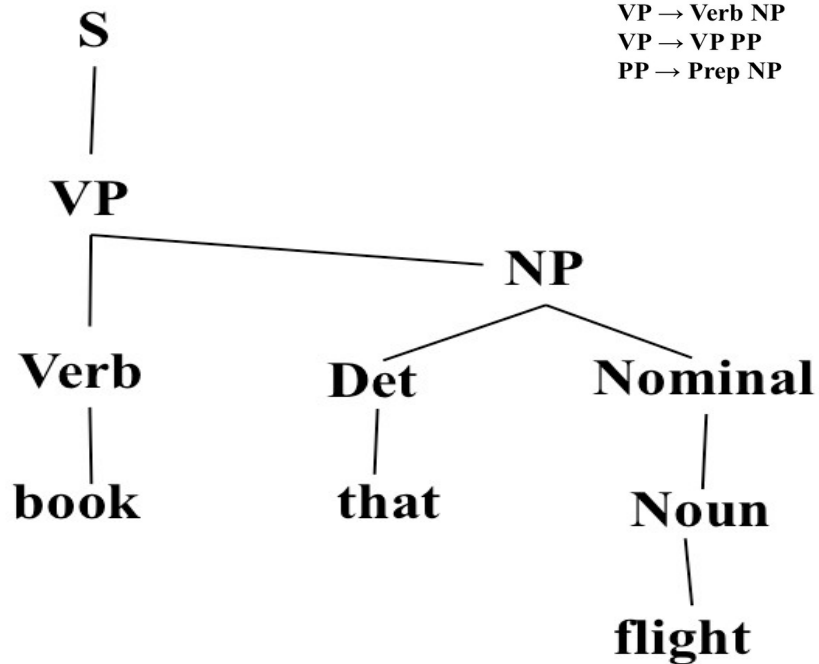 VP → Verb NP
VP → VP PP
PP → Prep NP
S
VP
NP
Verb
Det
Nominal
book
that
Noun
flight